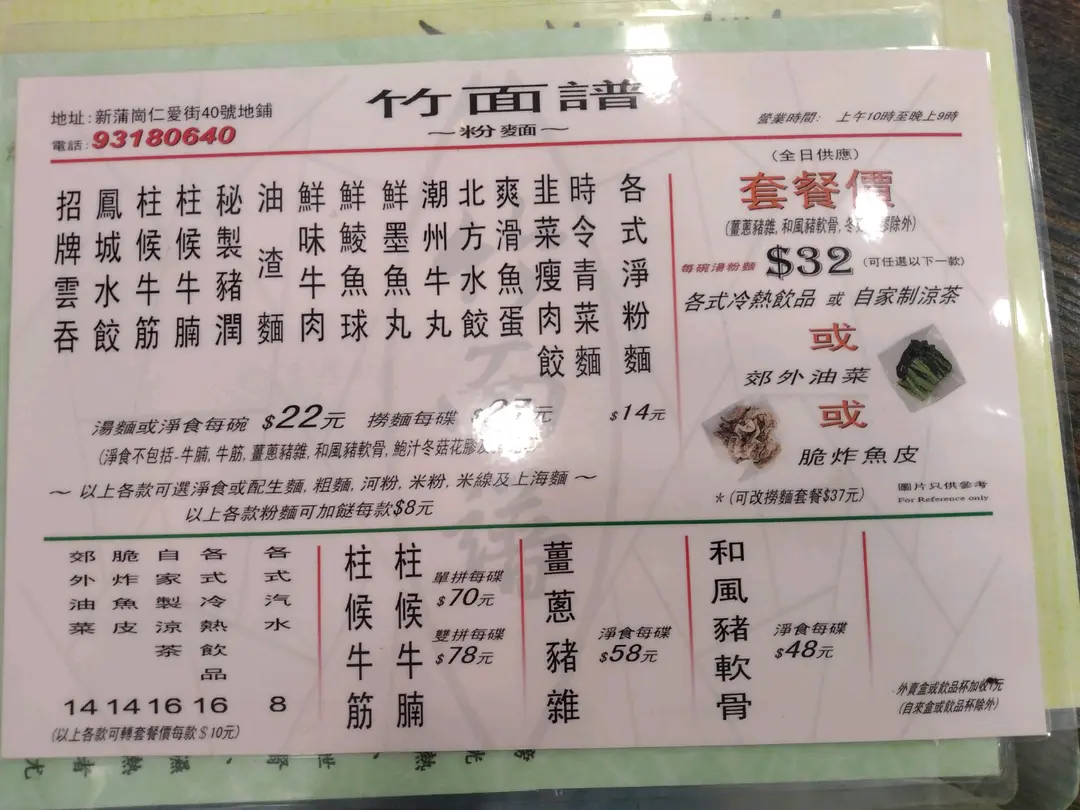 竹面譜
～粉麵～
地址:新蒲崗仁愛街40號地鋪
電話:93180640
營業時間: 上午10時至晚上9時
各式淨粉麵
時令青菜麵
韭菜瘦肉餃
爽滑魚蛋
北方水餃
潮州牛丸
鮮墨魚丸
鮮鯪魚球
鮮味牛肉
油渣麵
秘製豬潤
柱候牛腩
柱候牛筋
鳳城水餃
招牌雲吞
湯麵或淨食每碗 $22元 撈麵每碟 元 $14元
(淨食不包括-牛腩,牛筋,薑蔥豬雜,和風豬軟骨,鮑汁冬菇花膠
～以上各款可選淨食或配生麵,粗麵,河粉,米粉,米線及上海麵～
以上各款粉麵可加餸每款$8元
(全日供應)
套餐價
(薑蔥豬雜,和風豬軟骨,冬 膠除外)
每碗湯粉麵 $32 (可任選以下一款)
各式冷熱飲品 或 自家制涼茶
或
郊外油菜
或
脆炸魚皮
*(可改撈麵套餐$37元)
圖片只供參考
For Reference only
各式汽水 8
各式冷熱飲品 16
自家製涼茶 16
脆炸魚皮 14
郊外油菜 14
(以上各款可轉套餐價每款$10元)
柱候牛腩
柱候牛筋
單拼每碟
$70元
雙拼每碟
$78元
薑蔥豬雜
淨食每碟
$58元
和風豬軟骨
淨食每碟
$48元
外賣盒或飲品杯加收 元
(自來盒或飲品杯除外)